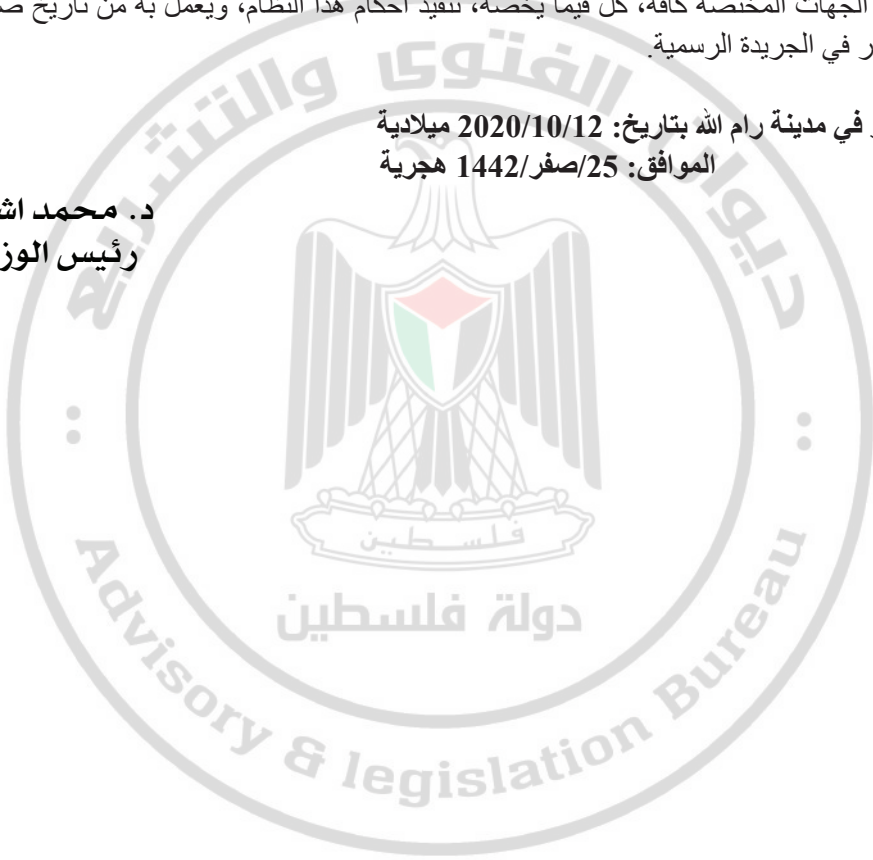 الجهات المختصة كافة، كل فيما يخصه، تنفيذ أحكام هذا النظام، ويعمل به من تاريخ
في الجريدة الرسمية.
في مدينة رام الله بتاريخ: 2020/10/12 ميلادية
الموافق: 25/صفر/1442 هجرية
د. محمد
رئيس
ديوان الفتوى والتشريع
فلسطين
دولة فلسطين
Advisory & legislation Bureau